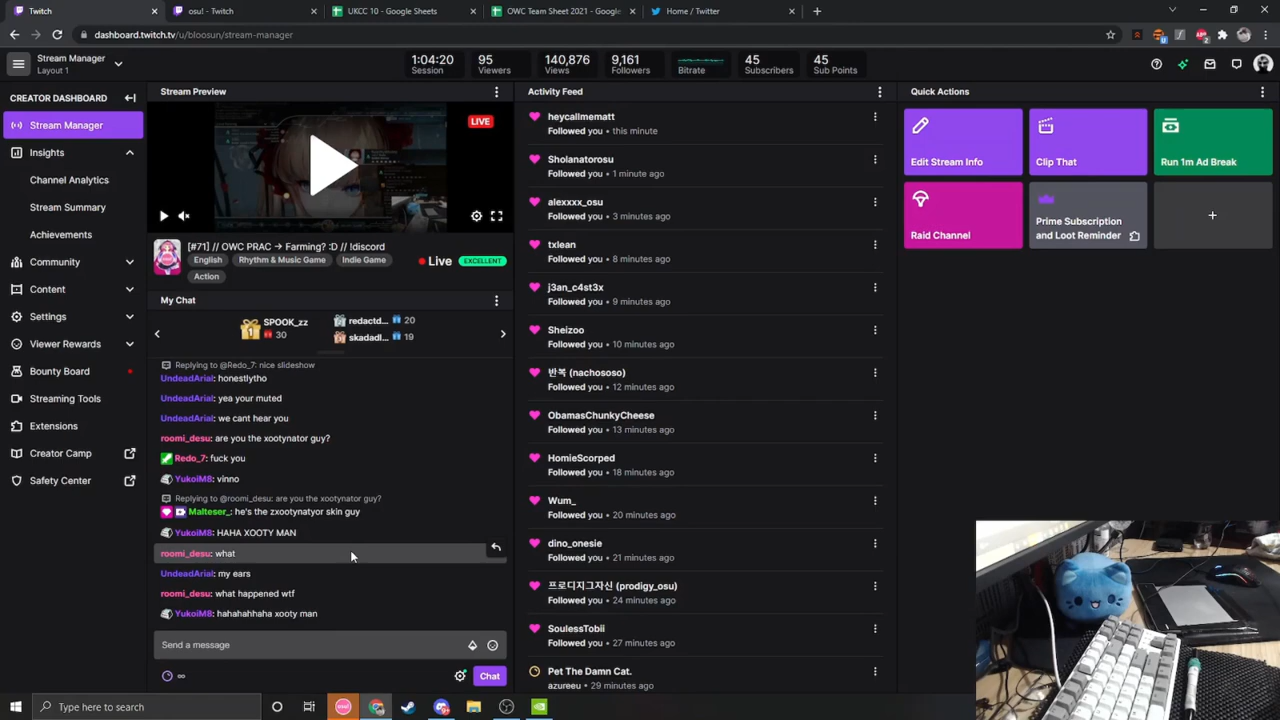 Twitch
osu! - Twitch
UKCC 10 - Google Sheets
OWC Team Sheet 2021 - Google
Home / Twitter
dashboard.twitch.tv/u/bloosun/stream-manager
Stream Manager
Layout 1
1:04:20
Session
95
Viewers
140,876
Views
9,161
Followers
Bitrate
45
Subscribers
45
Sub Points
CREATOR DASHBOARD
Stream Manager
Insights
Channel Analytics
Stream Summary
Achievements
Community
Content
Settings
Viewer Rewards
Bounty Board
Streaming Tools
Extensions
Creator Camp
Safety Center
Stream Preview
LIVE
[#71] // OWC PRAC -> Farming? :D // !discord
English
Rhythm & Music Game
Indie Game
Action
Live
EXCELLENT
My Chat
SPOOK_zz
30
redactd...
20
skadadl...
19
Replying to @Redo_7: nice slideshow
UndeadArial: honestlytho
UndeadArial: yea your muted
UndeadArial: we cant hear you
roomi_desu: are you the xootynator guy?
Redo_7: fuck you
YukoiM8: vinno
Replying to @roomi_desu: are you the xootynator guy?
Malteser_: he's the zxootynatyor skin guy
YukoiM8: HAHA XOOTY MAN
roomi_desu: what
UndeadArial: my ears
roomi_desu: what happened wtf
YukoiM8: hahahahhaha xooty man
Send a message
∞
Chat
Activity Feed
heycallmematt
Followed you • this minute
Sholanatorosu
Followed you • 1 minute ago
alexxxx_osu
Followed you • 3 minutes ago
txlean
Followed you • 8 minutes ago
j3an_c4st3x
Followed you • 9 minutes ago
Sheizoo
Followed you • 10 minutes ago
반복 (nachososo)
Followed you • 12 minutes ago
ObamasChunkyCheese
Followed you • 13 minutes ago
HomieScorped
Followed you • 18 minutes ago
Wum_
Followed you • 20 minutes ago
dino_onesie
Followed you • 21 minutes ago
프로디지그자신 (prodigy_osu)
Followed you • 24 minutes ago
SoulessTobii
Followed you • 27 minutes ago
Pet The Damn Cat.
azureeu • 29 minutes ago
Quick Actions
Edit Stream Info
Clip That
Run 1m Ad Break
Raid Channel
Prime Subscription
and Loot Reminder
Type here to search
osu!